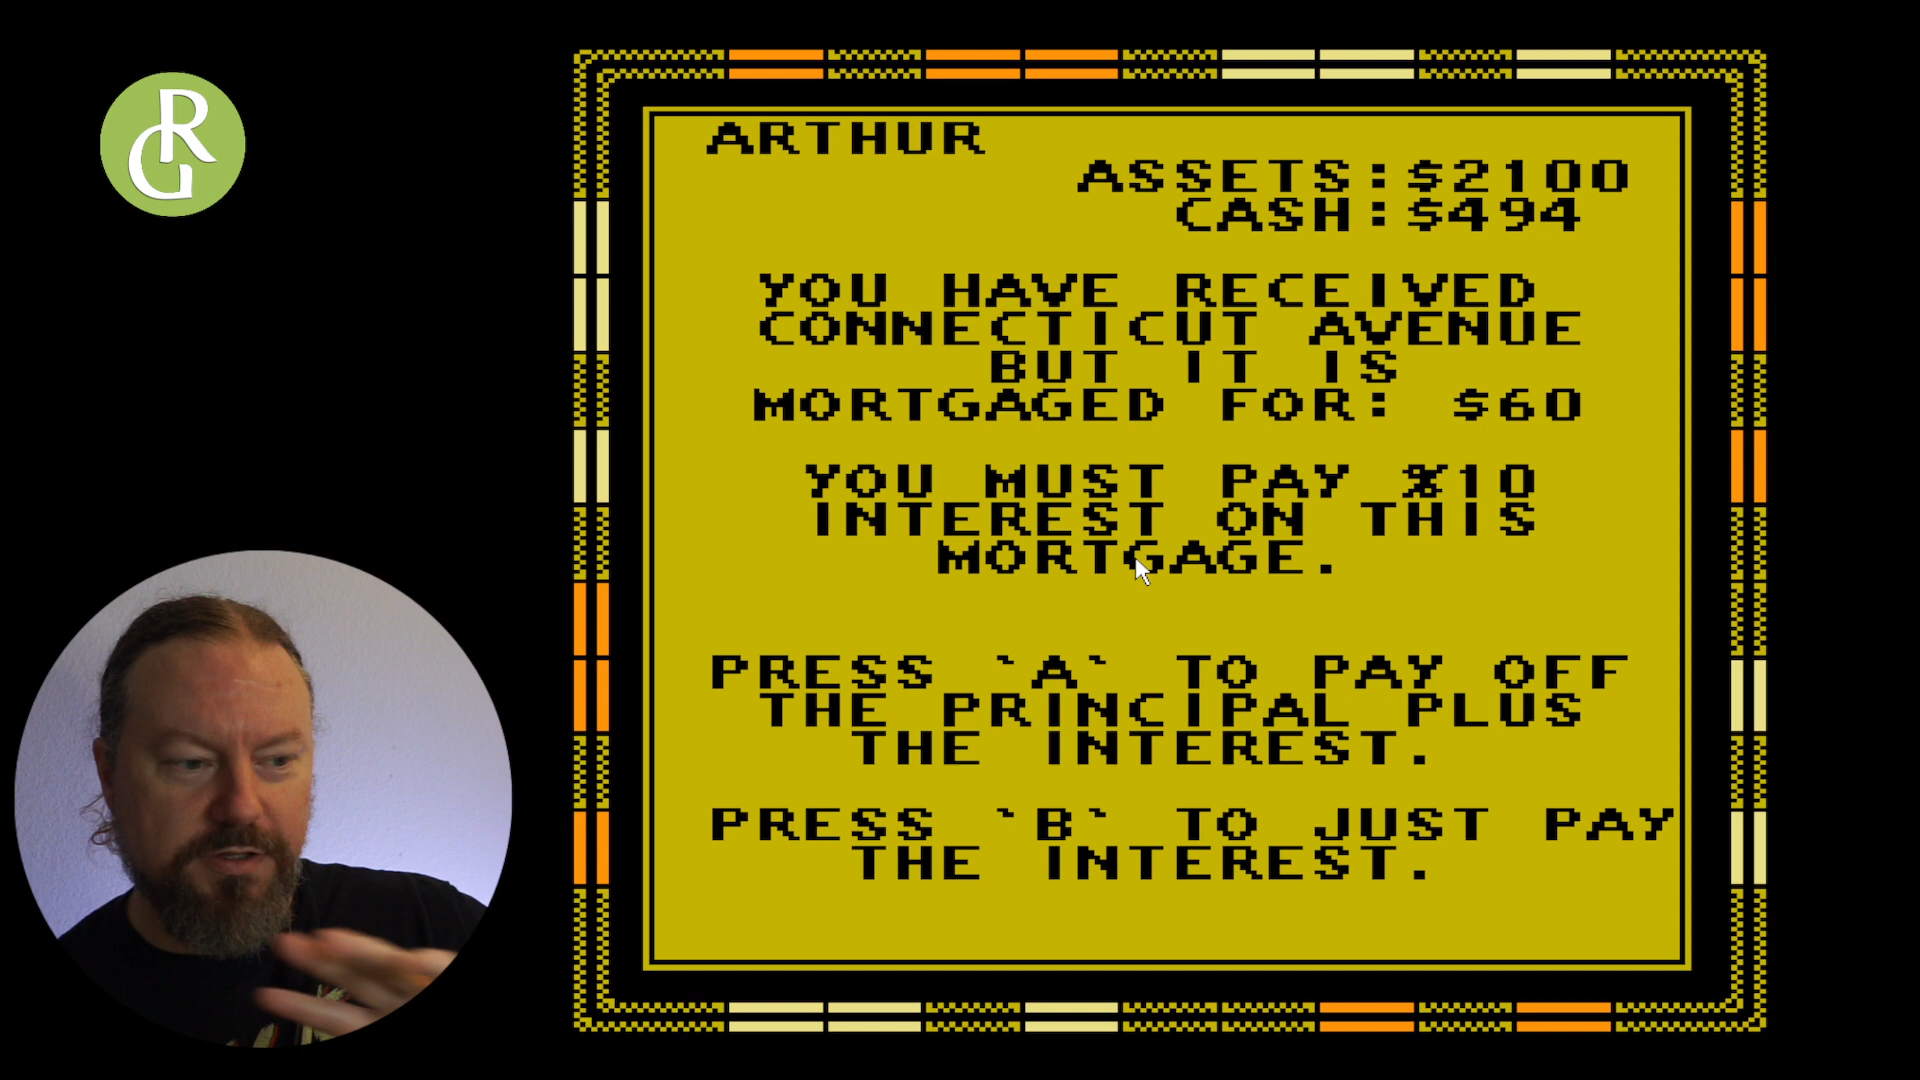 RG
ARTHUR
ASSETS:$2100
CASH:$494
YOU HAVE RECEIVED
CONNECTICUT AVENUE
BUT IT IS
MORTGAGED FOR: $60
YOU MUST PAY %10
INTEREST ON THIS
MORTGAGE.
PRESS `A` TO PAY OFF
THE PRINCIPAL PLUS
THE INTEREST.
PRESS `B` TO JUST PAY
THE INTEREST.